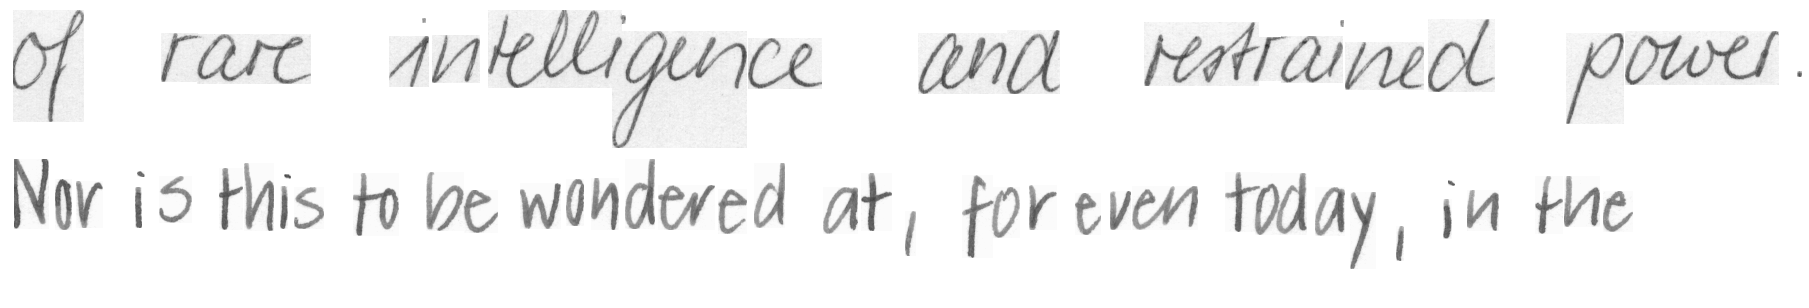 of rare intelligence and restrained power.
Nor is this to be wondered at, for even today, in the